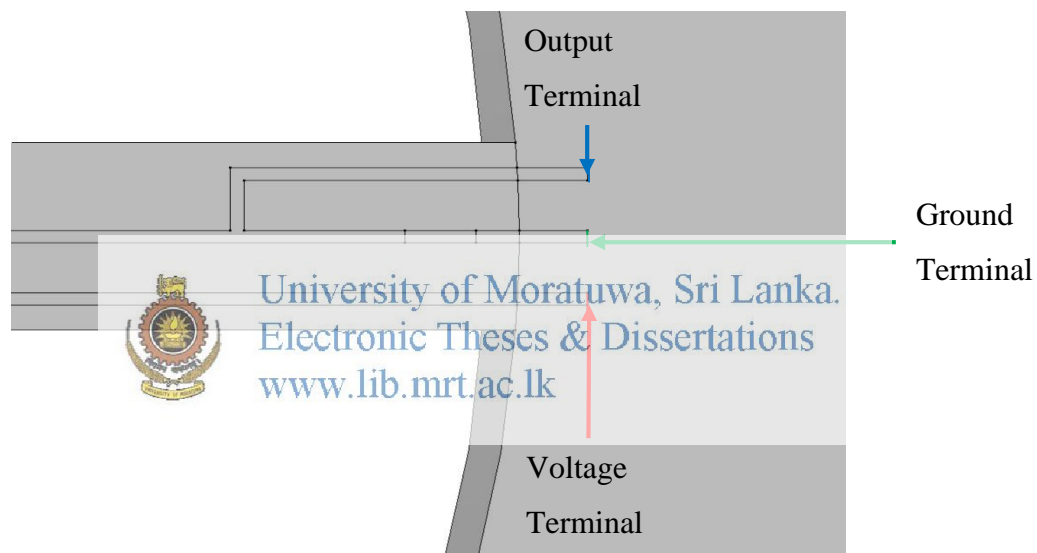 Output
Terminal
Ground
Terminal
University of Moratuwa, Sri Lanka.
Electronic Theses & Dissertations
www.lib.mrt.ac.lk
Voltage
Terminal